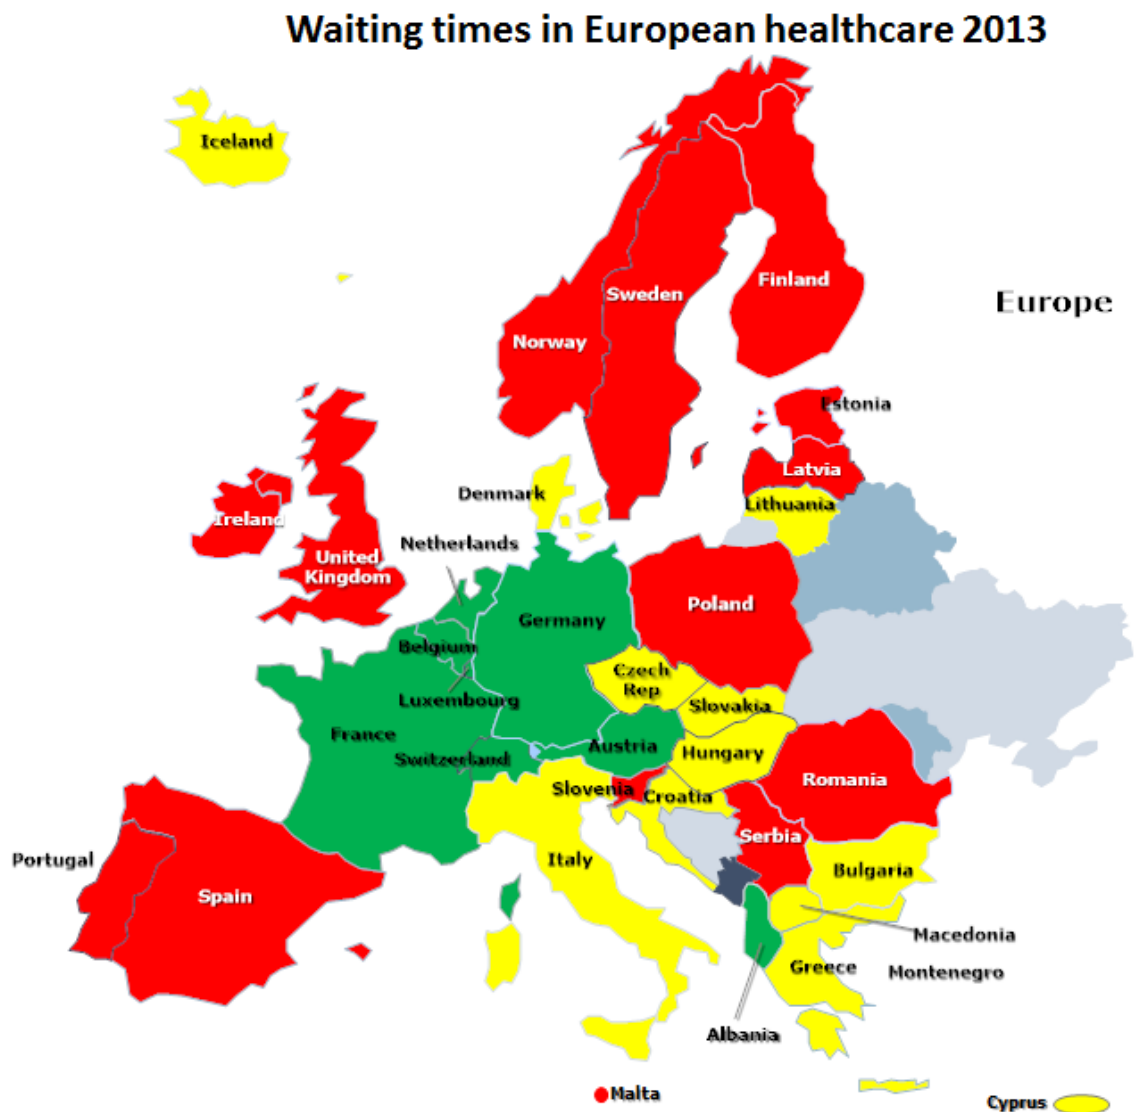 Waiting times in European healthcare 2013
Iceland
Finland
Sweden
Europe
Norway
Estonia
Latvia
Denmark
Lithuania
Ireland
Netherlands
United
Kingdom
Poland
Germany
Belgium
Czech
Rep
Luxembourg
Slovakia
France
Austria
Hungary
Switzerland
Romania
Slovenia
Croatia
Serbia
Portugal
Italy
Bulgaria
Spain
Macedonia
Greece
Montenegro
Albania
Malta
Cyprus